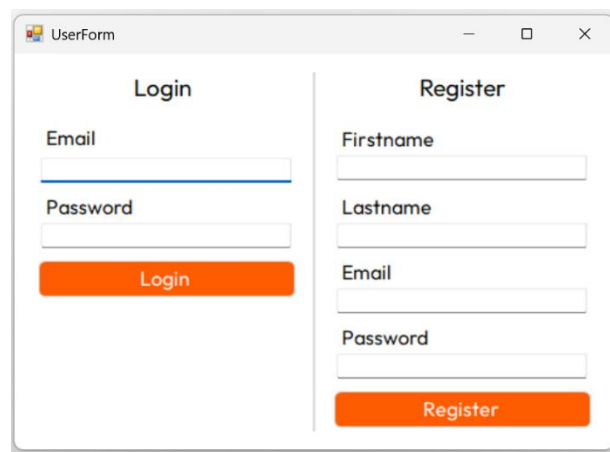 UserForm
Login
Email
Password
Login
Register
Firstname
Lastname
Email
Password
Register